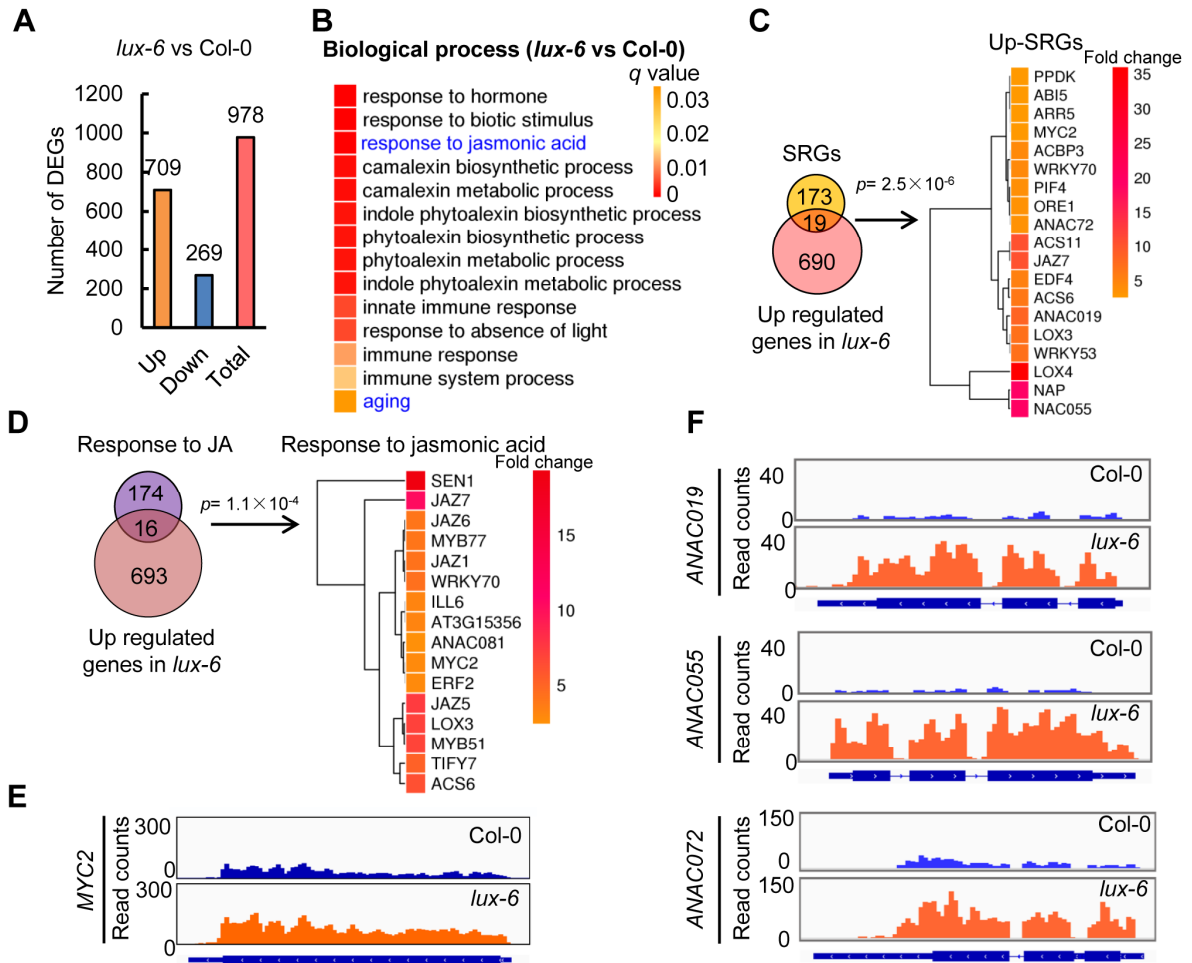 A
lux-6 vs Col-0
Number of DEGs
1200
1000
800
600
400
200
0
709
269
978
Up
Down
Total
B
Biological process (lux-6 vs Col-0)
q value
0.03
0.02
0.01
0
response to hormone
response to biotic stimulus
response to jasmonic acid
camalexin biosynthetic process
camalexin metabolic process
indole phytoalexin biosynthetic process
phytoalexin biosynthetic process
phytoalexin metabolic process
indole phytoalexin metabolic process
innate immune response
response to absence of light
immune response
immune system process
aging
C
Up-SRGs
Fold change
SRGs
173
19
690
Up regulated
genes in lux-6
p= 2.5×10-6
PPDK
ABI5
ARR5
MYC2
ACBP3
WRKY70
PIF4
ORE1
ANAC72
ACS11
JAZ7
EDF4
ACS6
ANAC019
LOX3
WRKY53
LOX4
NAP
NAC055
35
30
25
20
15
10
5
D
Response to JA
174
16
693
Up regulated
genes in lux-6
p= 1.1×10-4
Response to jasmonic acid
Fold change
SEN1
JAZ7
JAZ6
MYB77
JAZ1
WRKY70
ILL6
AT3G15356
ANAC081
MYC2
ERF2
JAZ5
LOX3
MYB51
TIFY7
ACS6
15
10
5
E
MYC2
Read counts
300
0
Col-0
300
0
lux-6
F
ANAC019
Read counts
40
0
Col-0
40
0
lux-6
ANAC055
Read counts
40
0
Col-0
40
0
lux-6
ANAC072
Read counts
150
0
Col-0
150
0
lux-6